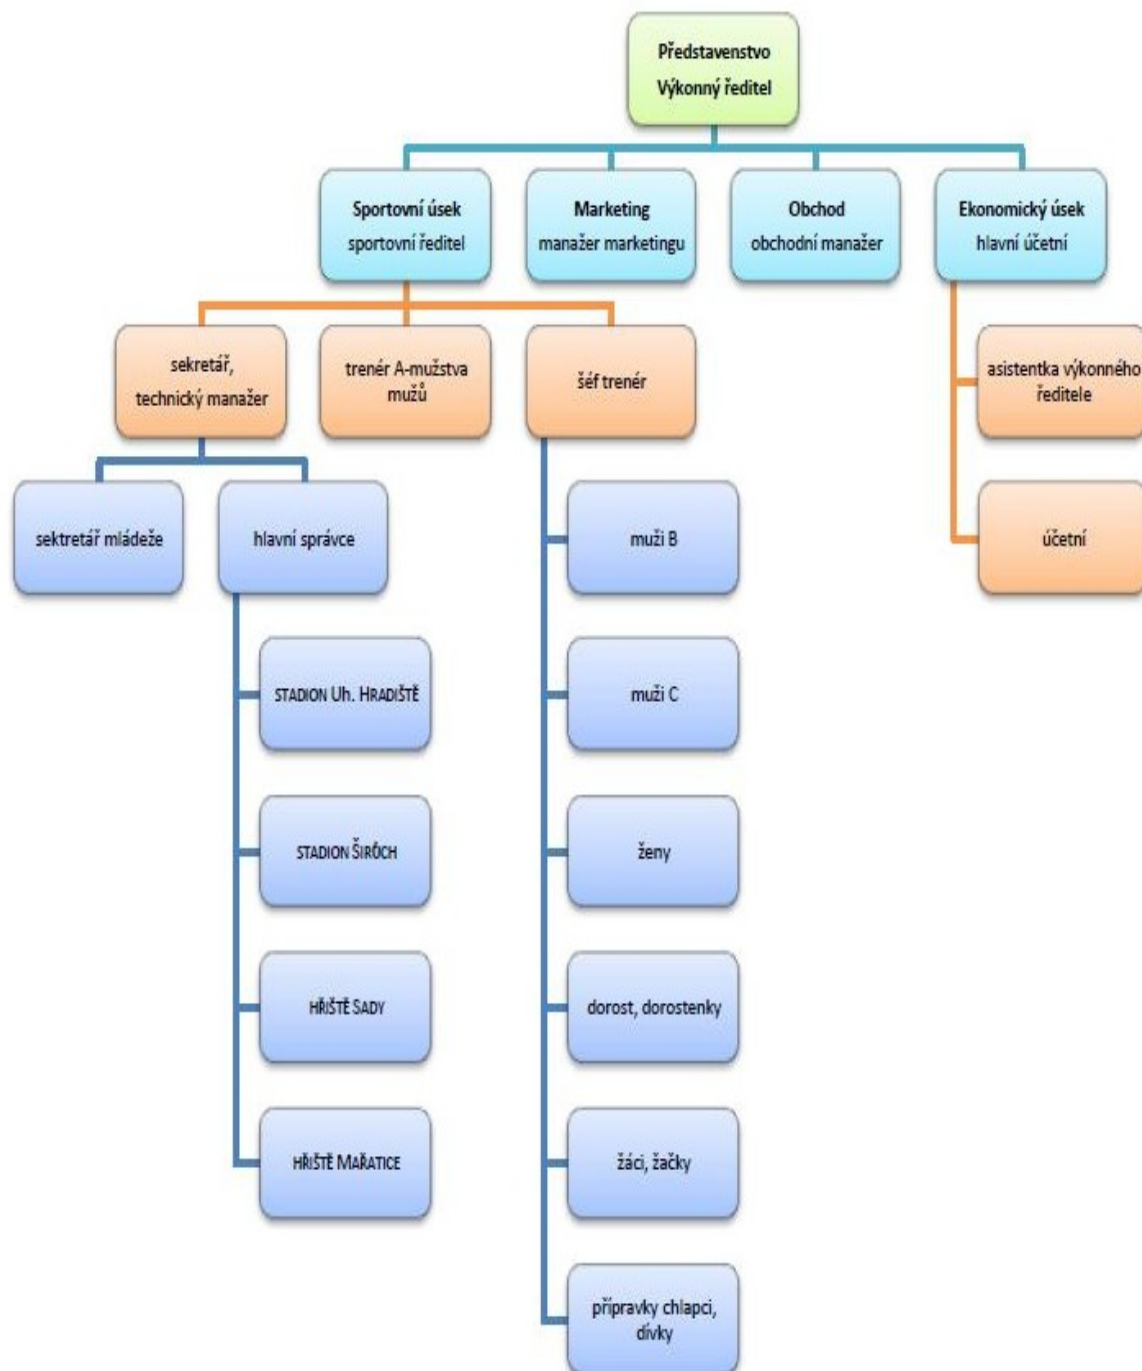 Představenstvo
Výkonný ředitel
Sportovní úsek
sportovní ředitel
Marketing
manažer marketingu
Obchod
obchodní manažer
Ekonomický úsek
hlavní účetní
sekretář,
technický manažer
trenér A-mužstva
mužů
šéf trenér
asistentka výkonného
ředitele
sektretář mládeže
hlavní správce
muži B
účetní
STADION Uh. HRADIŠTĚ
muži C
STADION ŠIRŮCH
ženy
HŘIŠTĚ SADY
dorost, dorostenky
HŘIŠTĚ MAŘATICE
žáci, žačky
přípravky chlapci,
dívky